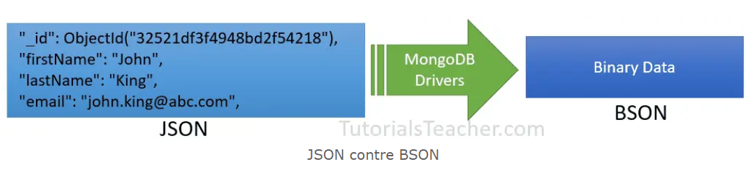 "_id": ObjectId("32521df3f4948bd2f54218"),
"firstName": "John",
"lastName": "King",
"email": "john.king@abc.com",
JSON
MongoDB
Drivers
Binary Data
BSON
TutorialsTeacher.com
JSON contre BSON